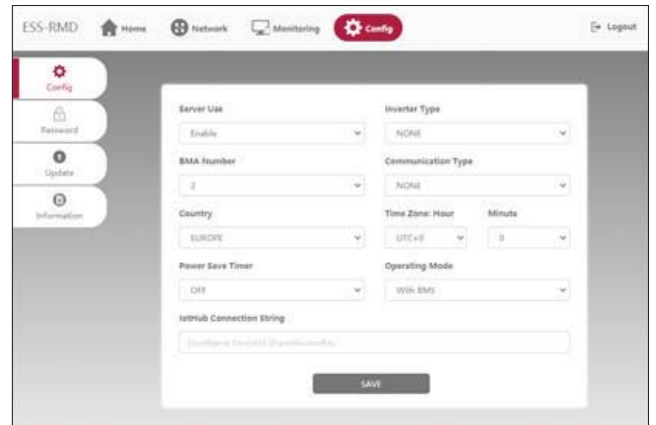 ESS-RMD Home Network Monitoring Config Logout
Config
Password
Update
Information
Server Use Inverter Type
Enable NONE
BMA Number Communication Type
2 NONE
Country Time Zone: Hour Minute
EUROPE UTC+0 0
Power Save Timer Operating Mode
OFF With BMS
IotHub Connection String
SAVE